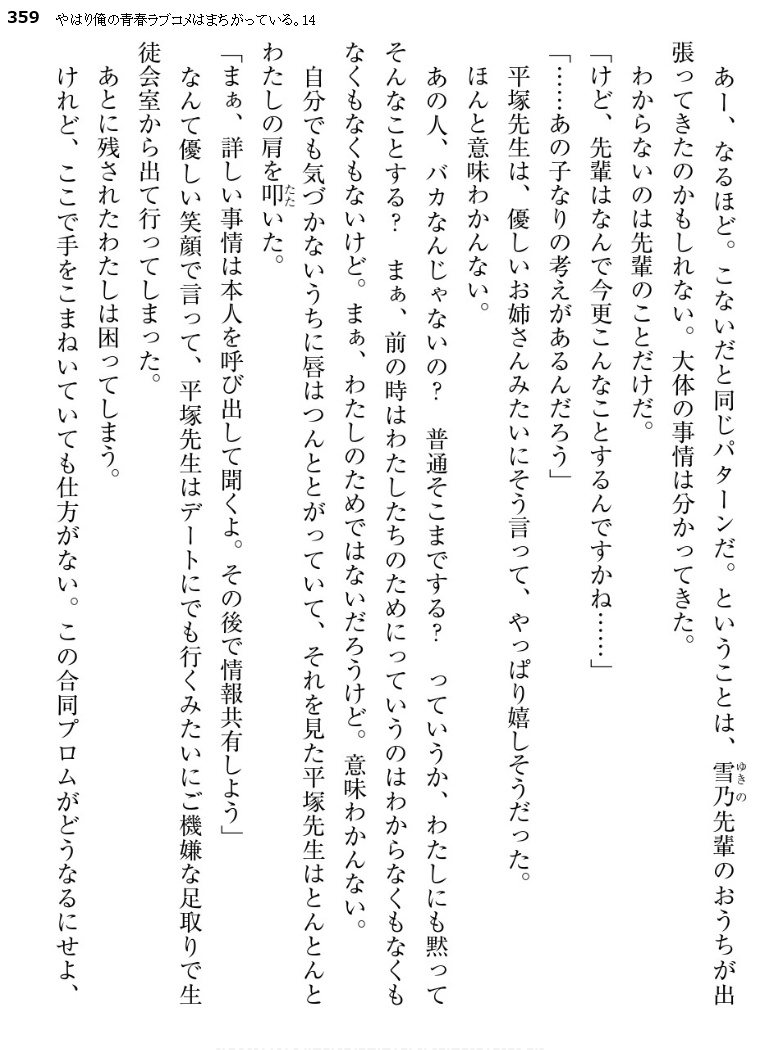 359 やはり俺の青春ラブコメはまちがっている。14
あー、なるほど。こないだと同じパターンだ。ということは、雪乃先輩のおうちが出
ゆきの
張ってきたのかもしれない。大体の事情は分かってきた。
わからないのは先輩のことだけだ。
「けど、先輩はなんで今更こんなことするんですかね……」
「……あの子なりの考えがあるんだろう」
平塚先生は、優しいお姉さんみたいにそう言って、やっぱり嬉しそうだった。
ほんと意味わかんない。
あの人、バカなんじゃないの？　普通そこまでする？　っていうか、わたしにも黙って
そんなことする？　まぁ、前の時はわたしたちのためにっていうのはわからなくもなくも
なくもなくもないけど。まぁ、わたしのためではないだろうけど。意味わかんない。
自分でも気づかないうちに唇はつんととがっていて、それを見た平塚先生はとんとんと
わたしの肩を叩いた。
たた
「まぁ、詳しい事情は本人を呼び出して聞くよ。その後で情報共有しよう」
なんて優しい笑顔で言って、平塚先生はデートにでも行くみたいにご機嫌な足取りで生
徒会室から出て行ってしまった。
あとに残されたわたしは困ってしまう。
けれど、ここで手をこまねいていても仕方がない。この合同プロムがどうなるにせよ、